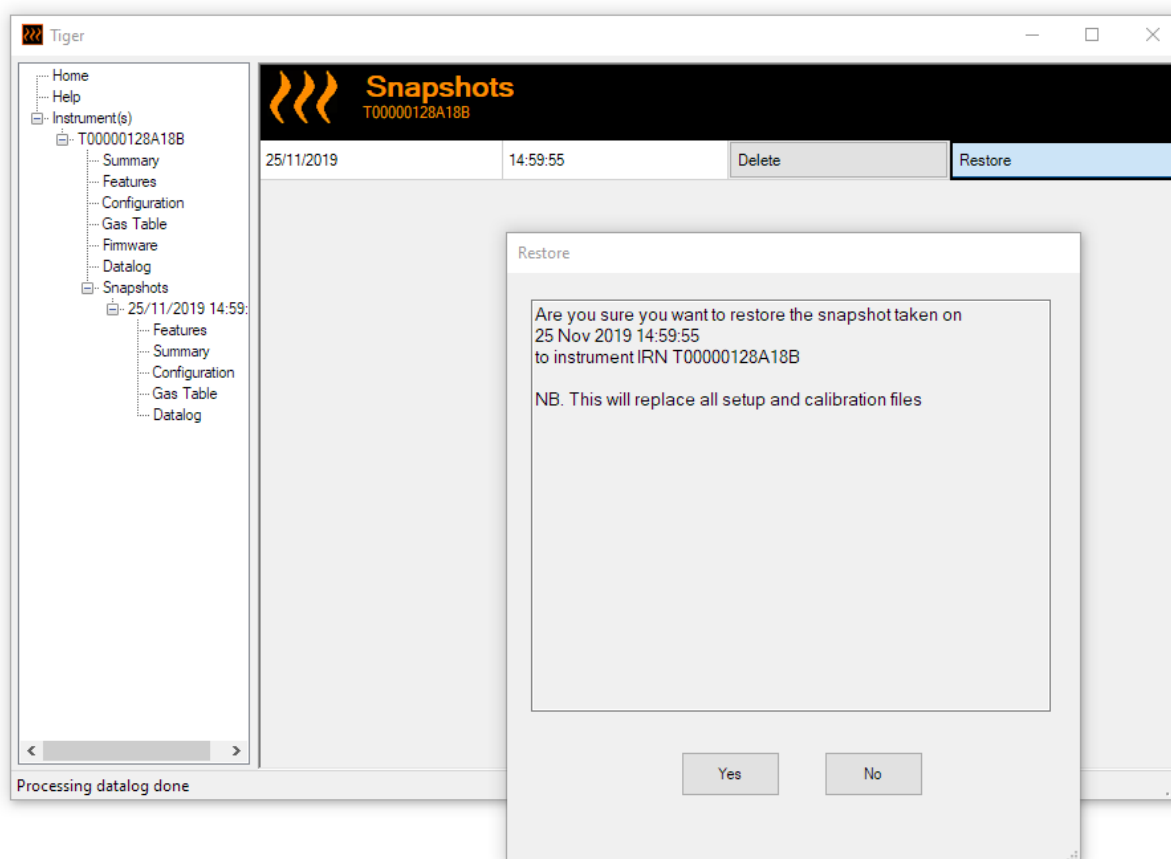 Tiger
Home
Help
Instrument(s)
T00000128A18B
Summary
Features
Configuration
Gas Table
Firmware
Datalog
Snapshots
25/11/2019 14:59:
Features
Summary
Configuration
Gas Table
Datalog
Snapshots
T00000128A18B
25/11/2019 14:59:55 Delete Restore
Restore
Are you sure you want to restore the snapshot taken on
25 Nov 2019 14:59:55
to instrument IRN T00000128A18B
NB. This will replace all setup and calibration files
Yes No
Processing datalog done